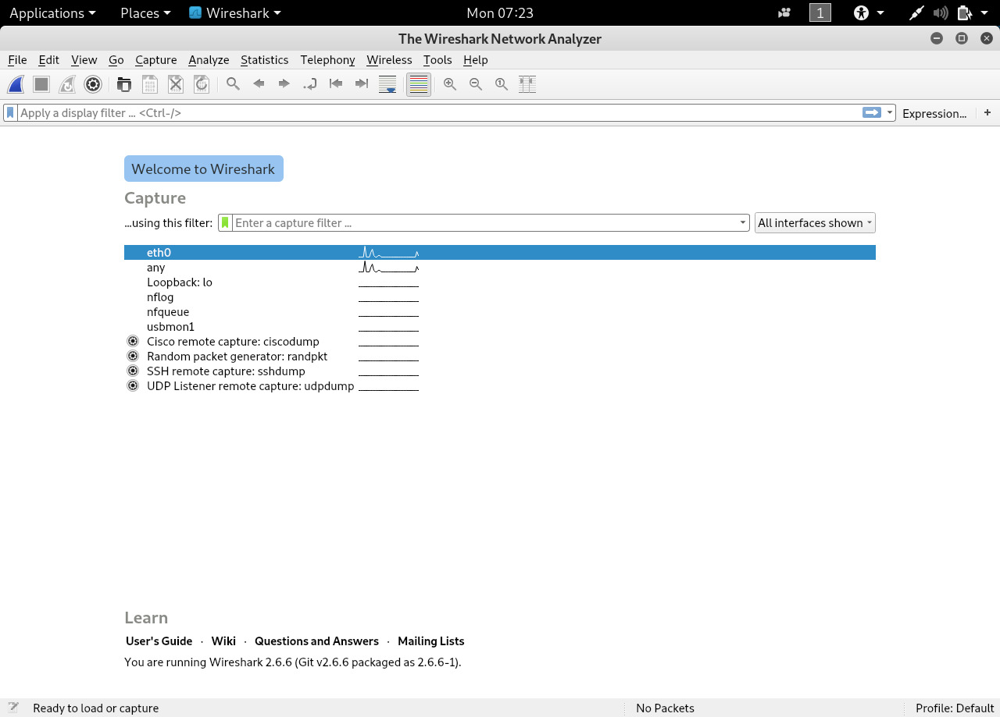 Applications Places Wireshark Mon 07:23 1
The Wireshark Network Analyzer
File Edit View Go Capture Analyze Statistics Telephony Wireless Tools Help
Apply a display filter ... <Ctrl-/> Expression... +
Welcome to Wireshark
Capture
...using this filter: Enter a capture filter ... All interfaces shown
eth0
any
Loopback: lo
nflog
nfqueue
usbmon1
Cisco remote capture: ciscodump
Random packet generator: randpkt
SSH remote capture: sshdump
UDP Listener remote capture: udpdump
Learn
User's Guide · Wiki · Questions and Answers · Mailing Lists
You are running Wireshark 2.6.6 (Git v2.6.6 packaged as 2.6.6-1).
Ready to load or capture No Packets Profile: Default